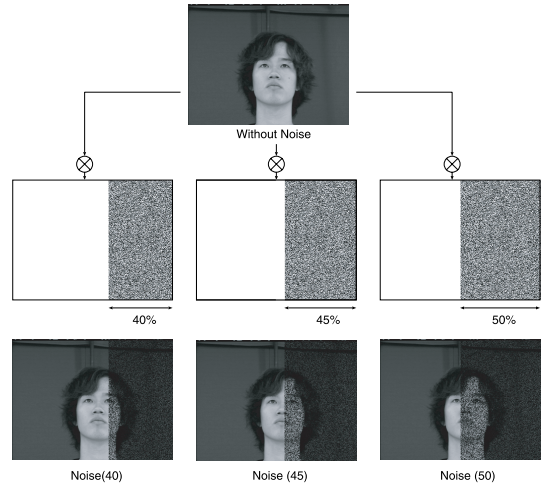 Without Noise
40%
45%
50%
Noise(40)
Noise (45)
Noise (50)